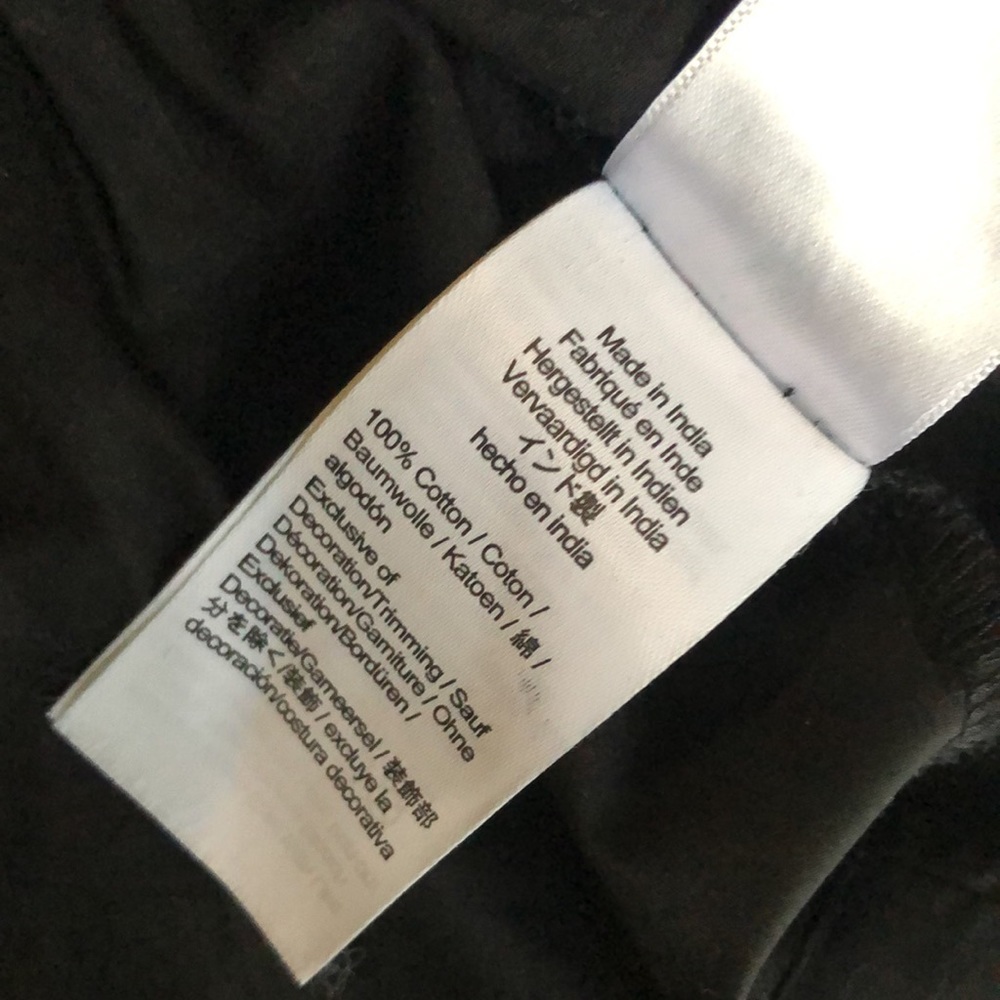 Made in India
Fabriqué en Inde
Hergestellt in Indien
Vervaardigd in India
インド製
hecho en india
100% Cotton / Coton /
Baumwolle / Katoen / 綿 /
algodón
Exclusive of
Decoration/Trimming / Sauf
Décoration/Garniture / Ohne
Dekoration/Bordüren /
Exclusief
Decoratie/Garneersel / 装飾部
分を除く/装飾 / excluye la
decoración/costura decorativa